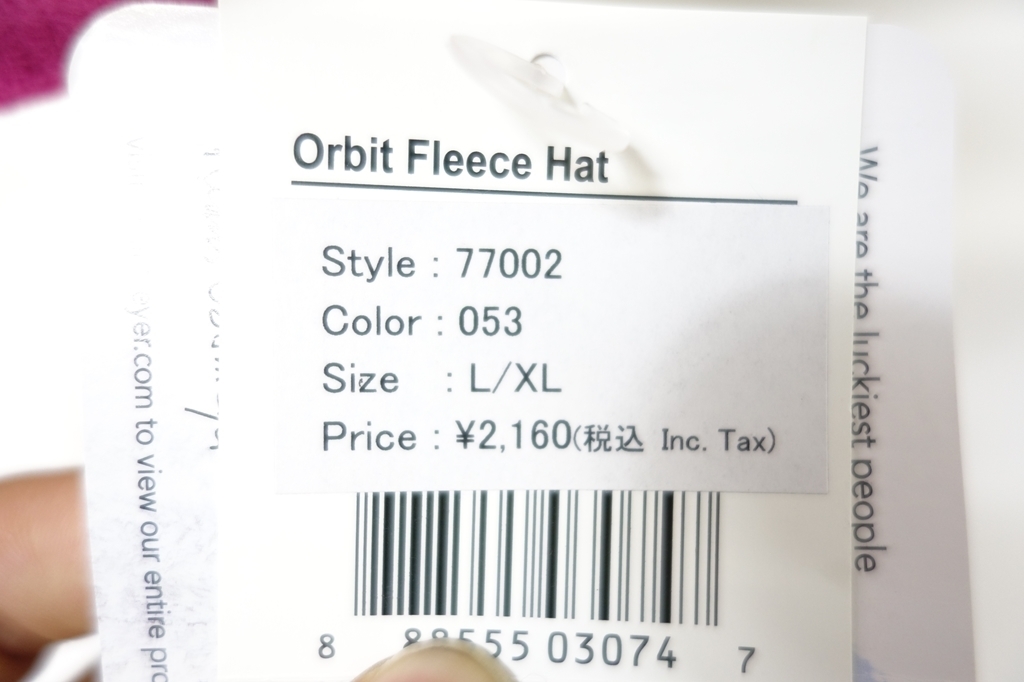 Orbit Fleece Hat
Style : 77002
Color : 053
Size : L/XL
Price : ¥2,160(税込 Inc. Tax)
8 88555 03074 7
We are the luckiest people
yer.com to view our entire pro